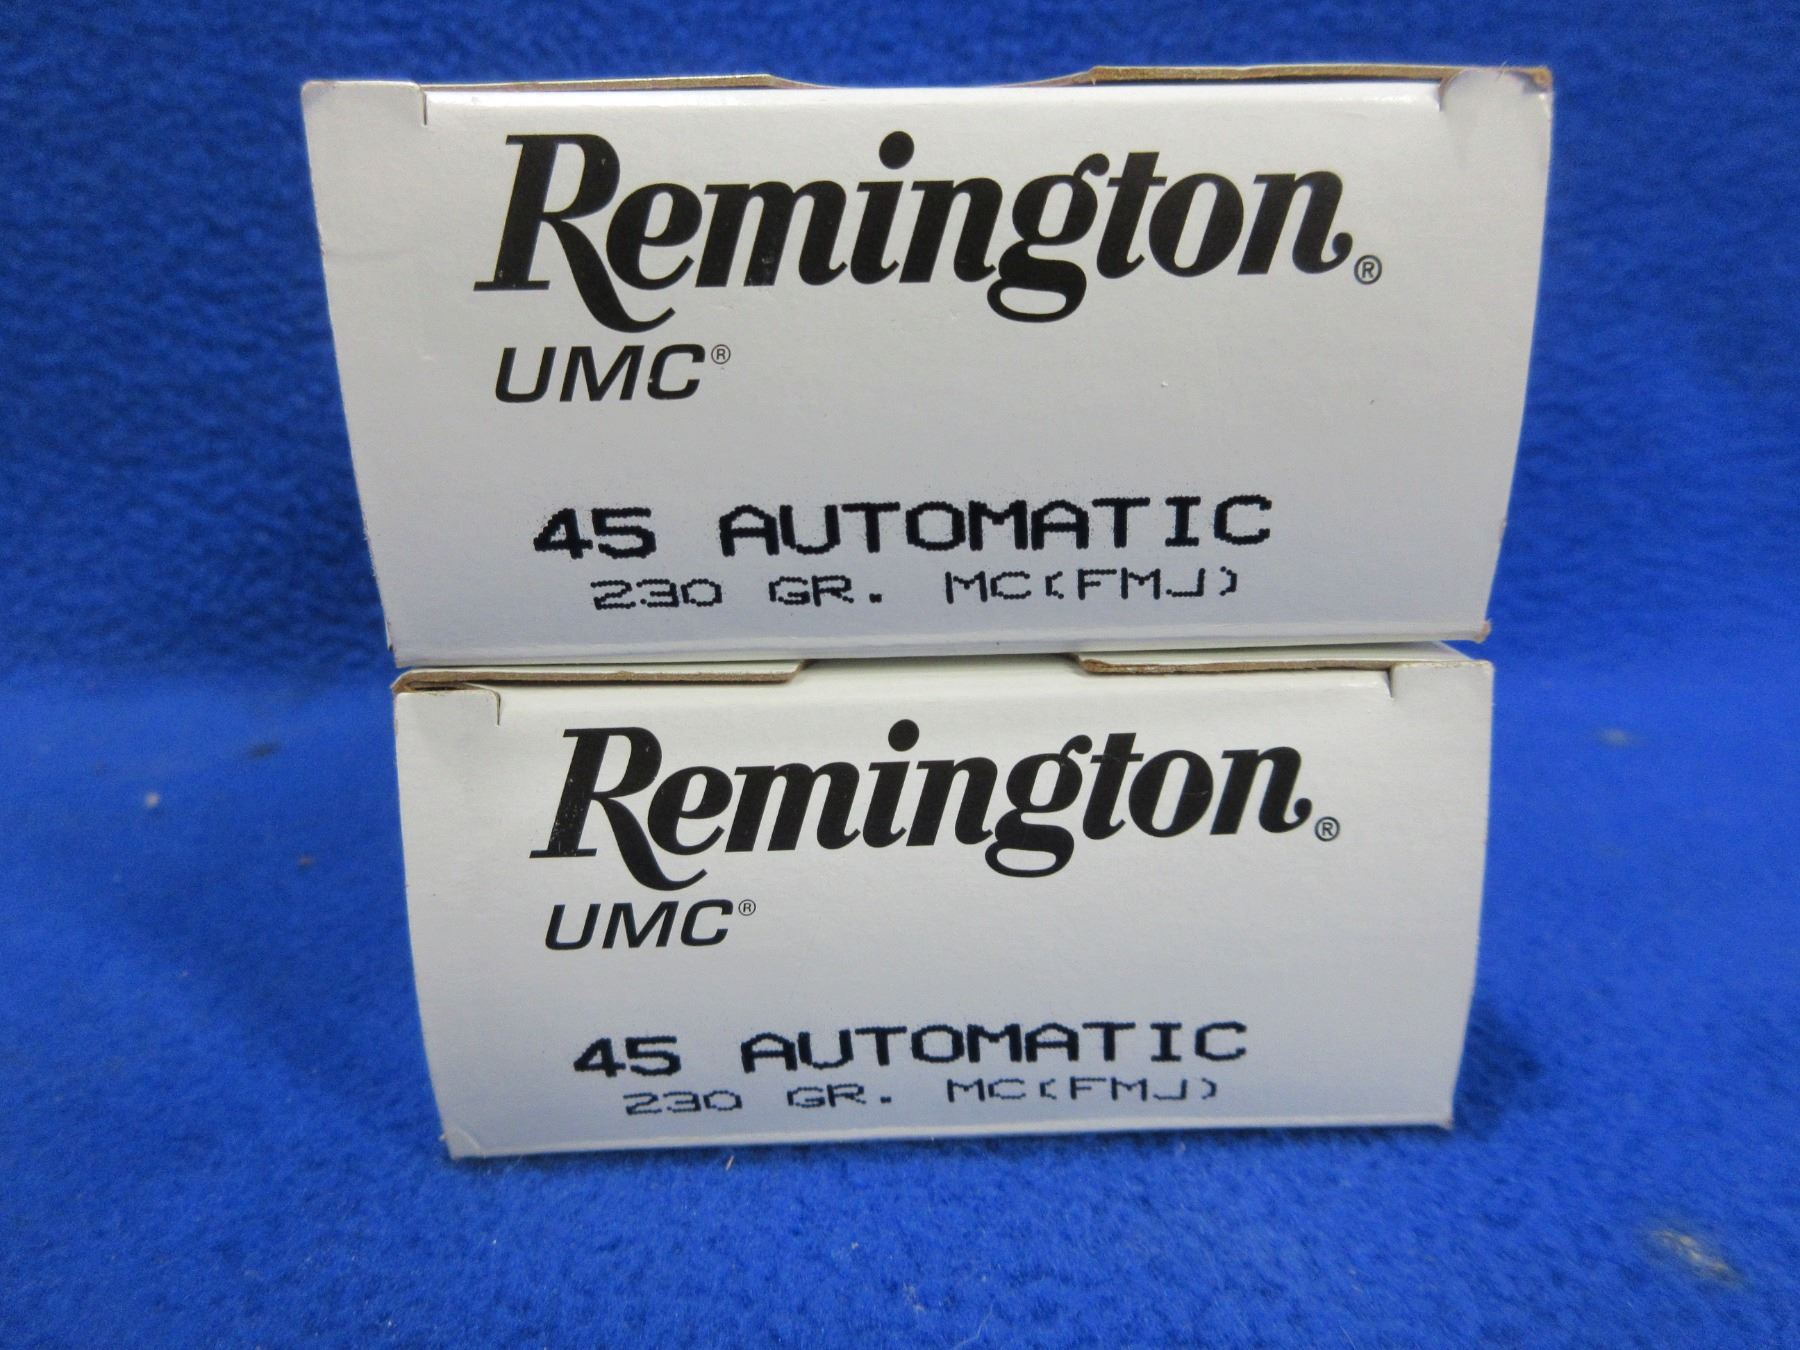 Remington®
UMC®
45 AUTOMATIC
230 GR. MC(FMJ)
Remington®
UMC®
45 AUTOMATIC
230 GR. MC(FMJ)